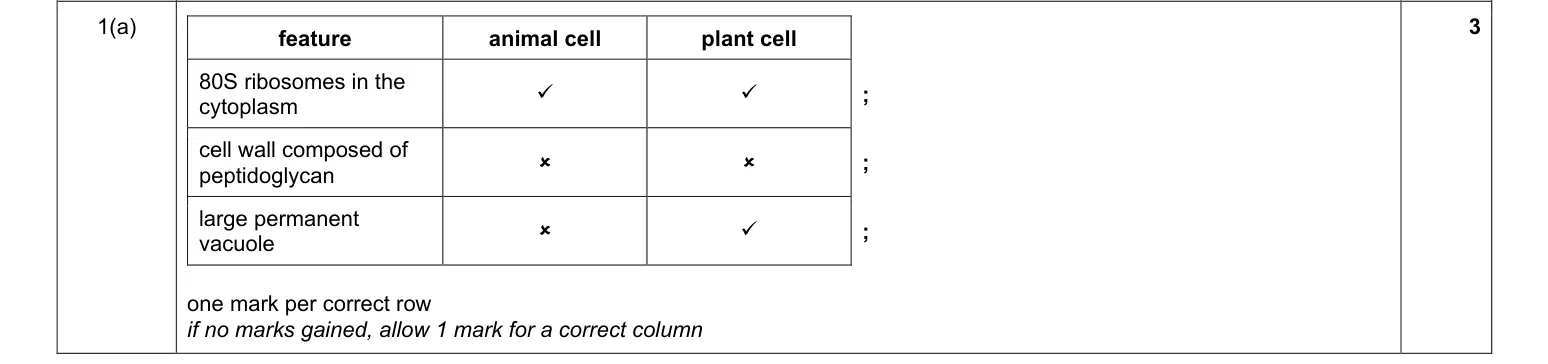 1(a)
feature animal cell plant cell
80S ribosomes in the
cytoplasm
✓ ✓ ;
cell wall composed of
peptidoglycan
× × ;
large permanent
vacuole
× ✓ ;
one mark per correct row
if no marks gained, allow 1 mark for a correct column
3